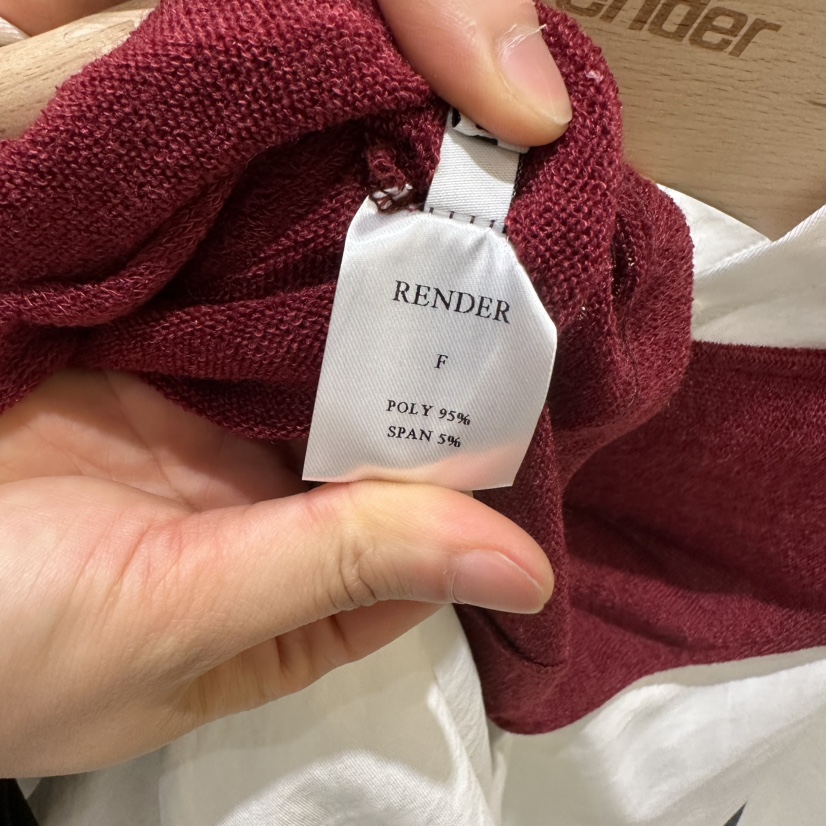 ender
RENDER
F
POLY 95%
SPAN 5%